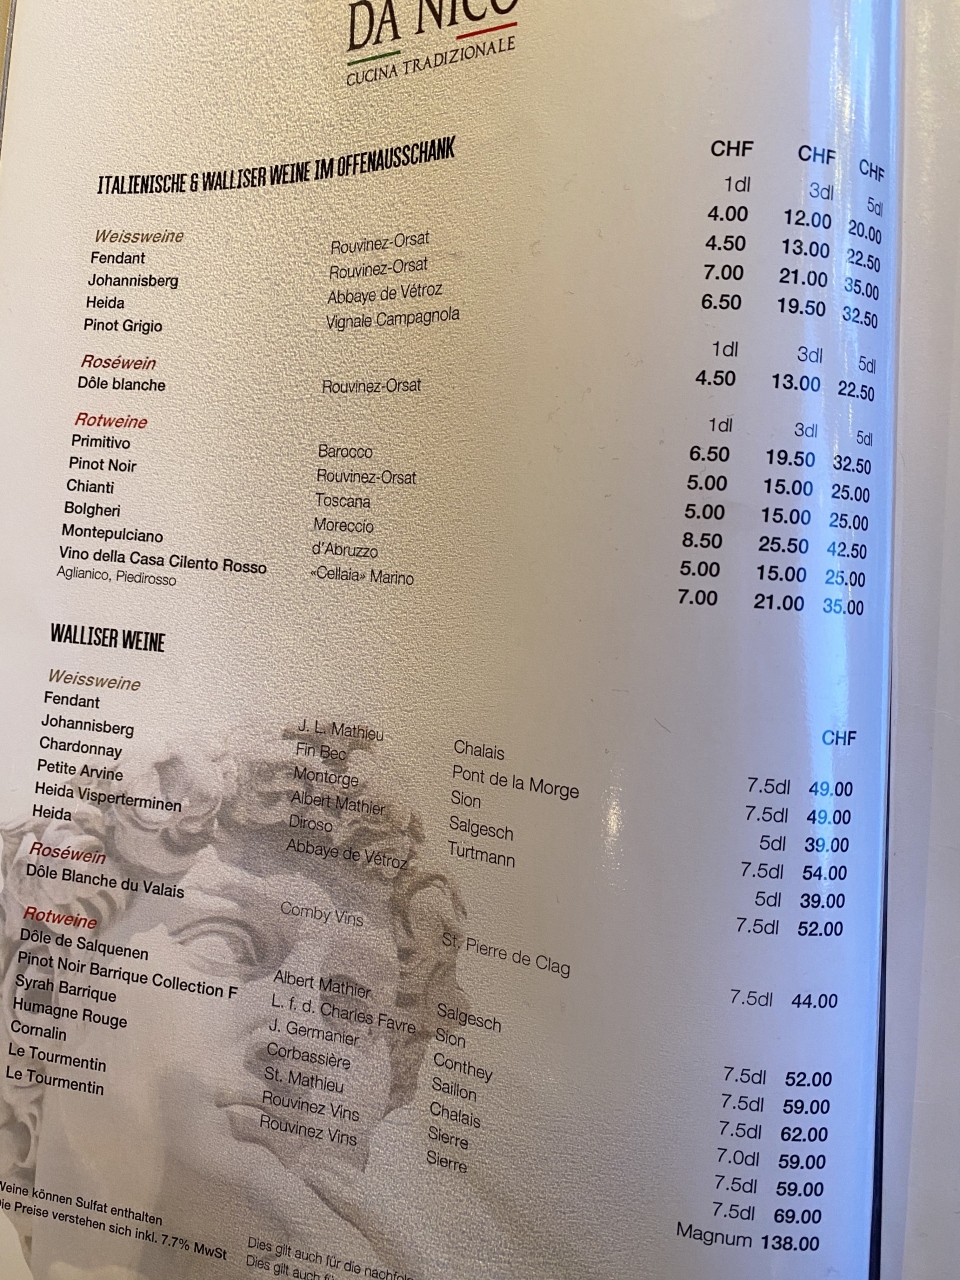 DA NICO
CUCINA TRADIZIONALE
ITALIENISCHE & WALLISER WEINE IM OFFENAUSSCHANK CHF CHF CHF
Weissweine 1dl 3dl 5dl
Fendant Rouvinez-Orsat 4.00 12.00 20.00
Johannisberg Rouvinez-Orsat 4.50 13.00 22.50
Heida Abbaye de Vétroz 7.00 21.00 35.00
Pinot Grigio Vignale Campagnola 6.50 19.50 32.50
Roséwein 1dl 3dl 5dl
Dôle blanche Rouvinez-Orsat 4.50 13.00 22.50
Rotweine 1dl 3dl 5dl
Primitivo Barocco 6.50 19.50 32.50
Pinot Noir Rouvinez-Orsat 5.00 15.00 25.00
Chianti Toscana 5.00 15.00 25.00
Bolgheri Moreccio 8.50 25.50 42.50
Montepulciano d'Abruzzo 5.00 15.00 25.00
Vino della Casa Cilento Rosso «Cellaia» Marino 7.00 21.00 35.00
Aglianico, Piedirosso
WALLISER WEINE
Weissweine CHF
Fendant J. L. Mathieu Chalais 7.5dl 49.00
Johannisberg Fin Bec Pont de la Morge 7.5dl 49.00
Chardonnay Montorge Sion 5dl 39.00
Petite Arvine Albert Mathier Salgesch 7.5dl 54.00
Heida Visperterminen Diroso Turtmann 5dl 39.00
Heida Abbaye de Vétroz 7.5dl 52.00
Roséwein
Dôle Blanche du Valais Comby Vins St. Pierre de Clag 7.5dl 44.00
Rotweine
Dôle de Salquenen Albert Mathier Salgesch 7.5dl 52.00
Pinot Noir Barrique Collection F L. f. d. Charles Favre Sion 7.5dl 59.00
Syrah Barrique J. Germanier Conthey 7.5dl 62.00
Humagne Rouge Corbassière Saillon 7.0dl 59.00
Cornalin St. Mathieu Chalais 7.5dl 59.00
Le Tourmentin Rouvinez Vins Sierre 7.5dl 69.00
Le Tourmentin Rouvinez Vins Sierre Magnum 138.00
Weine können Sulfat enthalten Dies gilt auch für die
Die Preise verstehen sich inkl. 7.7% MwSt Dies gilt auch